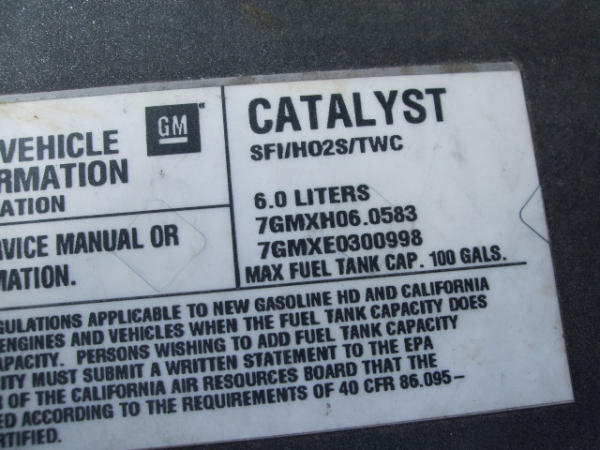 VEHICLE
RMATION
ATION
GM
RVICE MANUAL OR
MATION.
CATALYST
SFI/HO2S/TWC
6.0 LITERS
7GMXH06.0583
7GMXE0300998
MAX FUEL TANK CAP. 100 GALS.
GULATIONS APPLICABLE TO NEW GASOLINE HD AND CALIFORNIA
ENGINES AND VEHICLES WHEN THE FUEL TANK CAPACITY DOES
APACITY. PERSONS WISHING TO ADD FUEL TANK CAPACITY
ITY MUST SUBMIT A WRITTEN STATEMENT TO THE EPA
R OF THE CALIFORNIA AIR RESOURCES BOARD THAT THE
ED ACCORDING TO THE REQUIREMENTS OF 40 CFR 86.095–
RTIFIED.